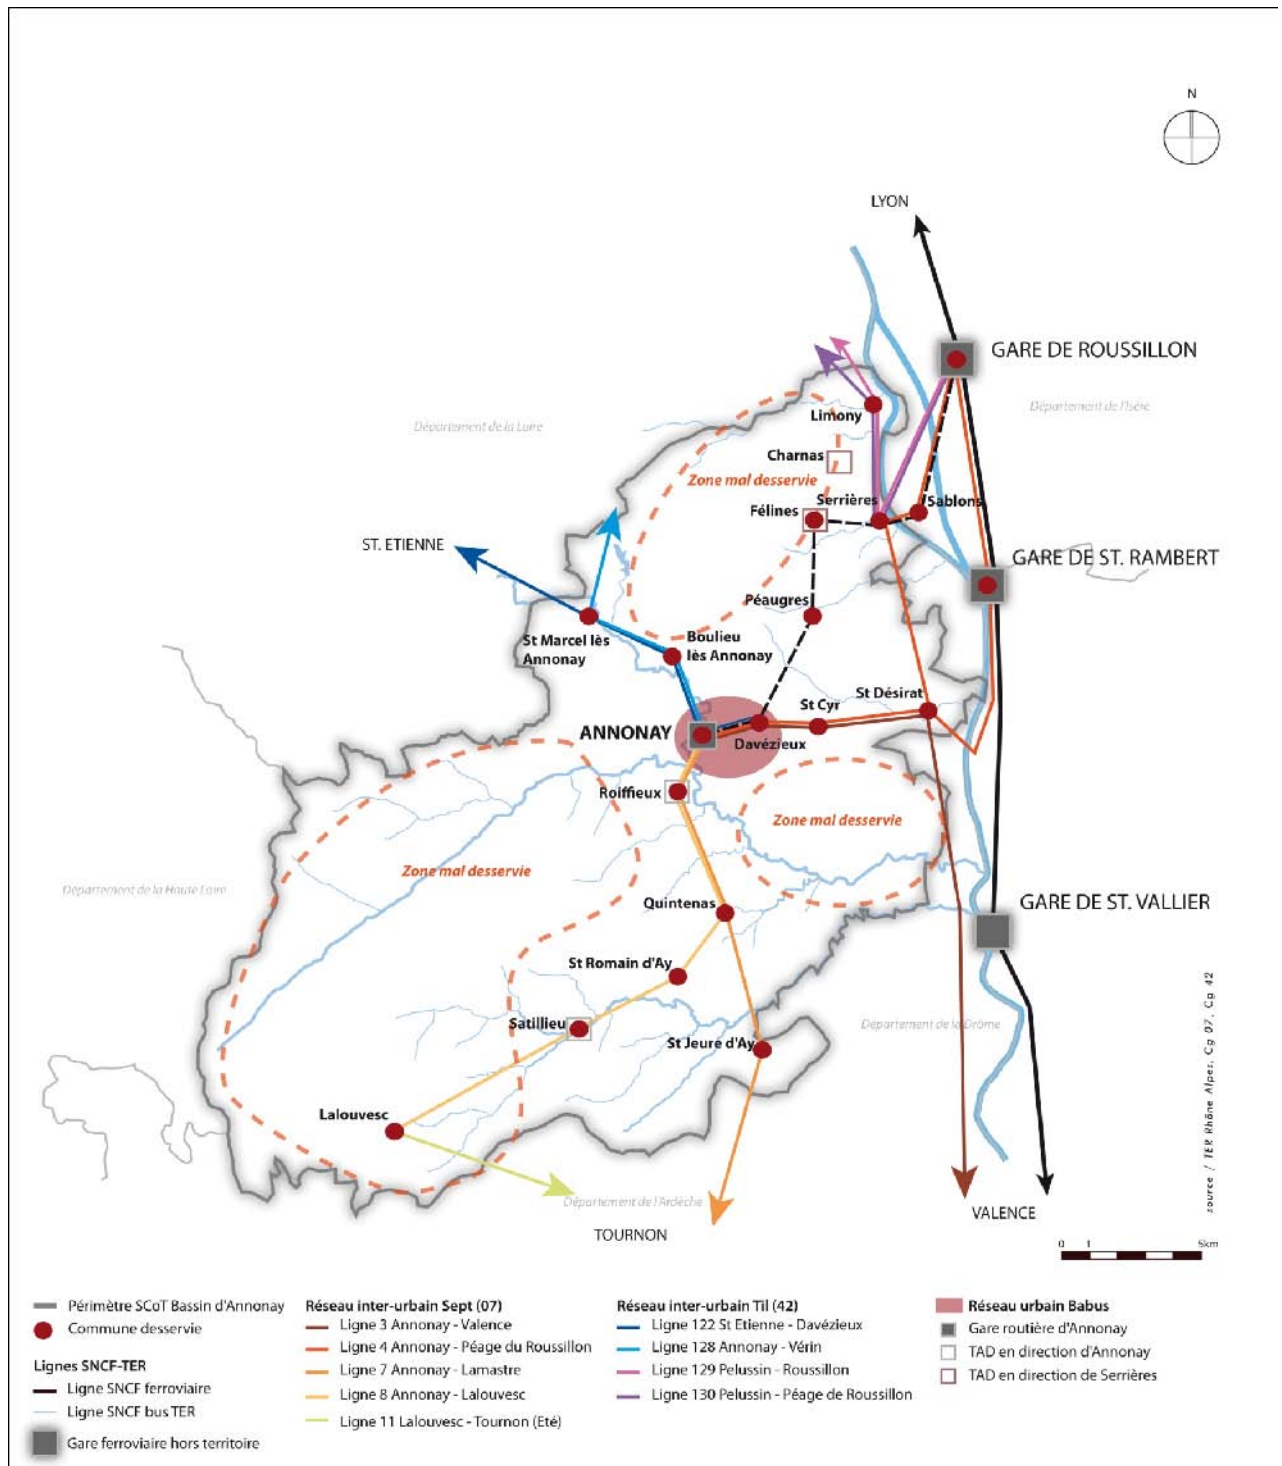 N
LYON
GARE DE ROUSSILLON
Département de l'Isère
Limony
Département de la Loire
Charnas
Zone mal desservie
Serrières
Sablons
Félines
ST. ETIENNE
GARE DE ST. RAMBERT
Péaugres
St Marcel lès
Annonay
Boulieu
lès Annonay
St Désirat
St Cyr
ANNONAY
Davézieux
Roiffieux
Zone mal desservie
Zone mal desservie
Département de la Haute Loire
Quintenas
GARE DE ST. VALLIER
St Romain d'Ay
Satillieu
Département de la Drôme
St Jeure d'Ay
Lalouvesc
Département de l'Ardèche
TOURNON
VALENCE
source / TER Rhône Alpes, Cg 07, Cg 42
0 1 5km
Périmètre SCoT Bassin d'Annonay
Commune desservie
Lignes SNCF-TER
Ligne SNCF ferroviaire
Ligne SNCF bus TER
Gare ferroviaire hors territoire
Réseau inter-urbain Sept (07)
Ligne 3 Annonay - Valence
Ligne 4 Annonay - Péage du Roussillon
Ligne 7 Annonay - Lamastre
Ligne 8 Annonay - Lalouvesc
Ligne 11 Lalouvesc - Tournon (Eté)
Réseau inter-urbain Til (42)
Ligne 122 St Etienne - Davézieux
Ligne 128 Annonay - Vérin
Ligne 129 Pelussin - Roussillon
Ligne 130 Pelussin - Péage de Roussillon
Réseau urbain Babus
Gare routière d'Annonay
TAD en direction d'Annonay
TAD en direction de Serrières